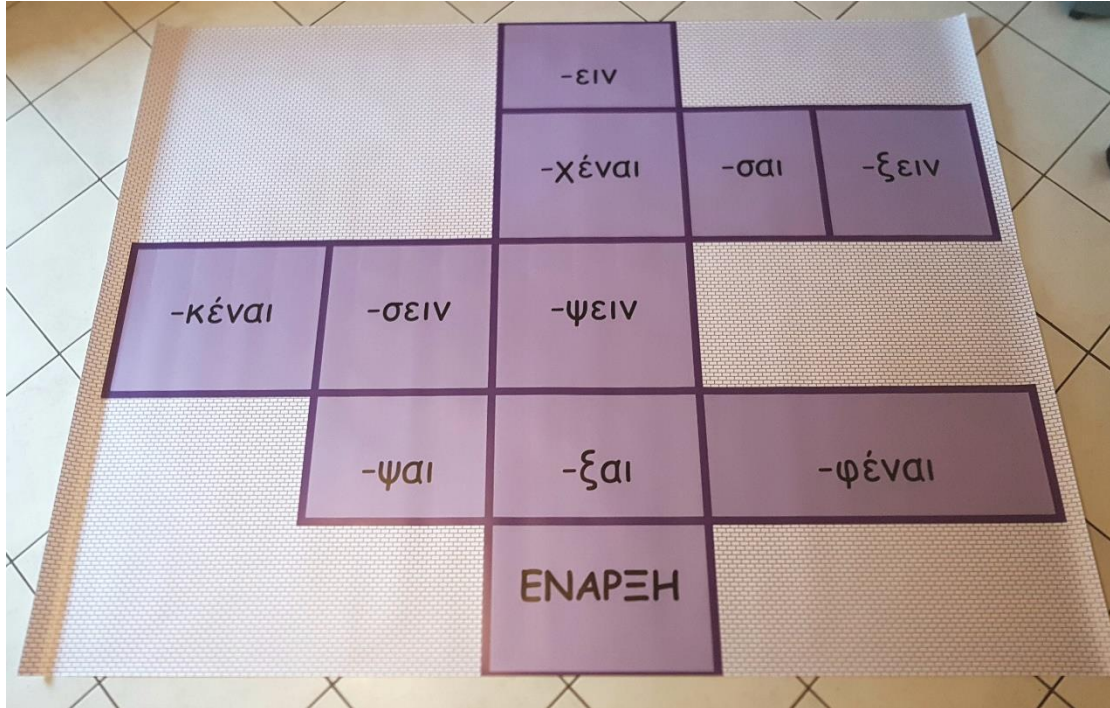 -ειν
-χέναι -σαι -ξειν
-κέναι -σειν -ψειν
-ψαι -ξαι -φέναι
ΕΝΑΡΞΗ